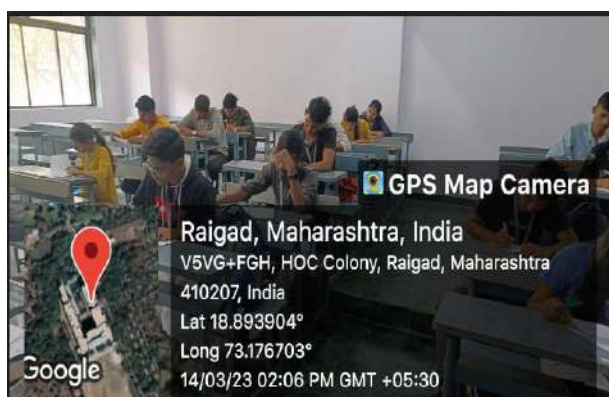 GPS Map Camera
Raigad, Maharashtra, India
V5VG+FGH, HOC Colony, Raigad, Maharashtra
410207, India
Lat 18.893904°
Long 73.176703°
14/03/23 02:06 PM GMT +05:30
Google